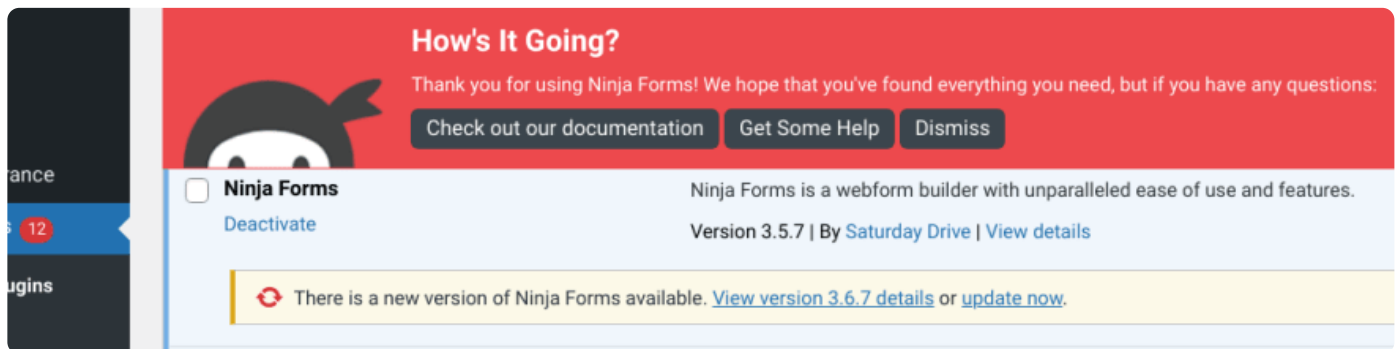 How's It Going?
Thank you for using Ninja Forms! We hope that you've found everything you need, but if you have any questions:
Check out our documentation Get Some Help Dismiss
rance
Ninja Forms Ninja Forms is a webform builder with unparalleled ease of use and features.
12
Deactivate Version 3.5.7 | By Saturday Drive | View details
ugins
There is a new version of Ninja Forms available. View version 3.6.7 details or update now.